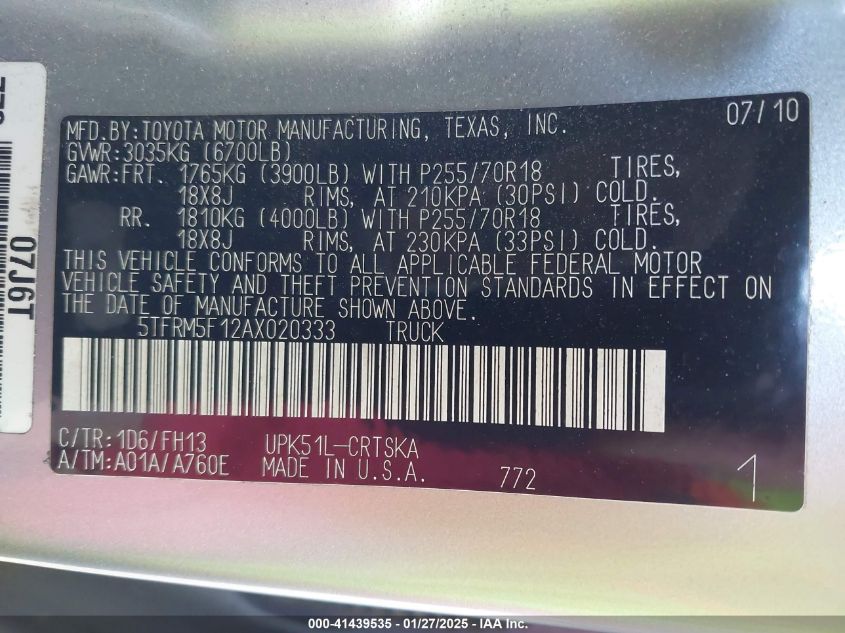 MFD.BY:TOYOTA MOTOR MANUFACTURING, TEXAS, INC. 07/10
GVWR:3035KG (6700LB)
GAWR:FRT. 1765KG (3900LB) WITH P255/70R18 TIRES,
18X8J RIMS, AT 210KPA (30PSI) COLD.
RR. 1810KG (4000LB) WITH P255/70R18 TIRES,
18X8J RIMS, AT 230KPA (33PSI) COLD.
THIS VEHICLE CONFORMS TO ALL APPLICABLE FEDERAL MOTOR
VEHICLE SAFETY AND THEFT PREVENTION STANDARDS IN EFFECT ON
THE DATE OF MANUFACTURE SHOWN ABOVE.
5TFRM5F12AX020333 TRUCK
C/TR:1D6/FH13 UPK51L-CRTSKA
A/TM:A01A/A760E MADE IN U.S.A. 772 1
07J6T
000-41439535 - 01/27/2025 - IAA Inc.